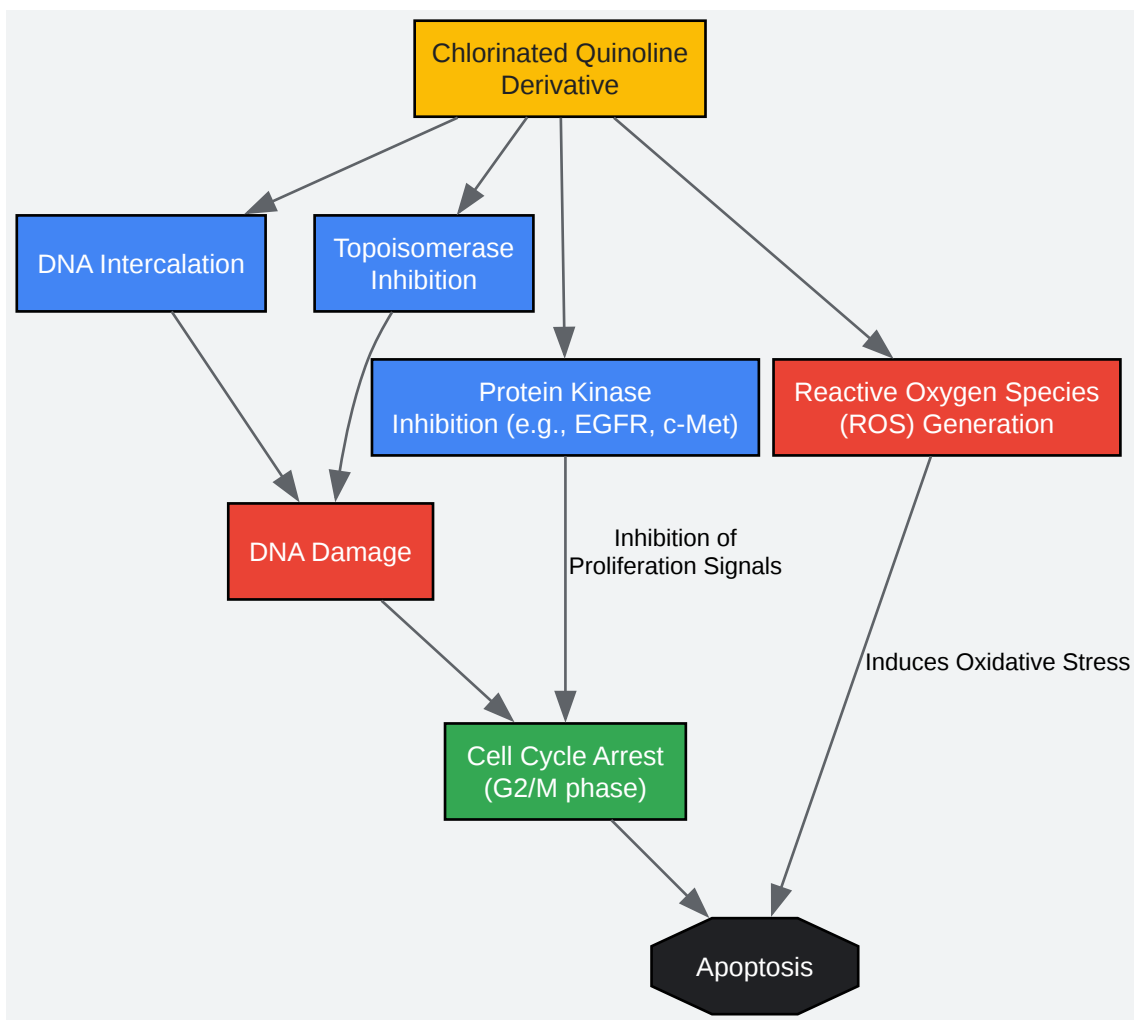 Chlorinated Quinoline
Derivative
DNA Intercalation
Topoisomerase
Inhibition
Protein Kinase
Inhibition (e.g., EGFR, c-Met)
Reactive Oxygen Species
(ROS) Generation
DNA Damage
Inhibition of
Proliferation Signals
Induces Oxidative Stress
Cell Cycle Arrest
(G2/M phase)
Apoptosis